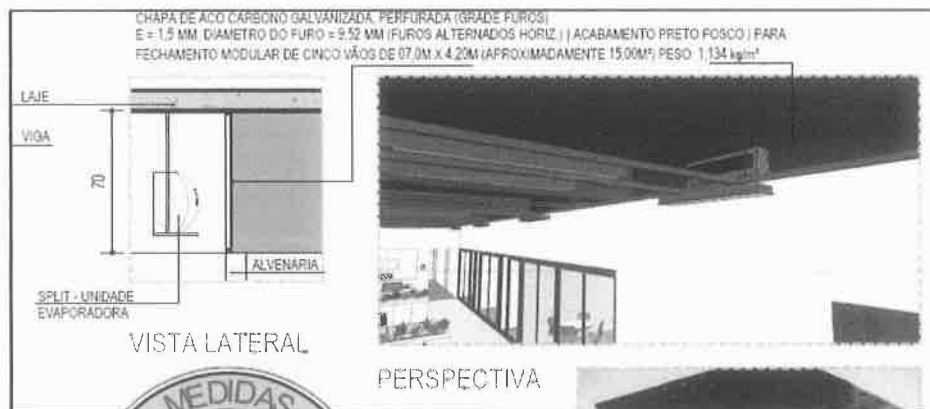 CHAPA DE ACO CARBONO GALVANIZADA, PERFURADA (GRADE FUROS)
E = 1,5 MM, DIAMETRO DO FURO = 9,52 MM (FUROS ALTERNADOS HORIZ.) | ACABAMENTO PRETO FOSCO | PARA
FECHAMENTO MODULAR DE CINCO VÃOS DE 07,0M X 4,20M (APROXIMADAMENTE 15,00M²) PESO: 1,134 kg/m²
LAJE
VIGA
70
ALVENARIA
SPLIT - UNIDADE
EVAPORADORA
VISTA LATERAL
PERSPECTIVA
MEDIDAS